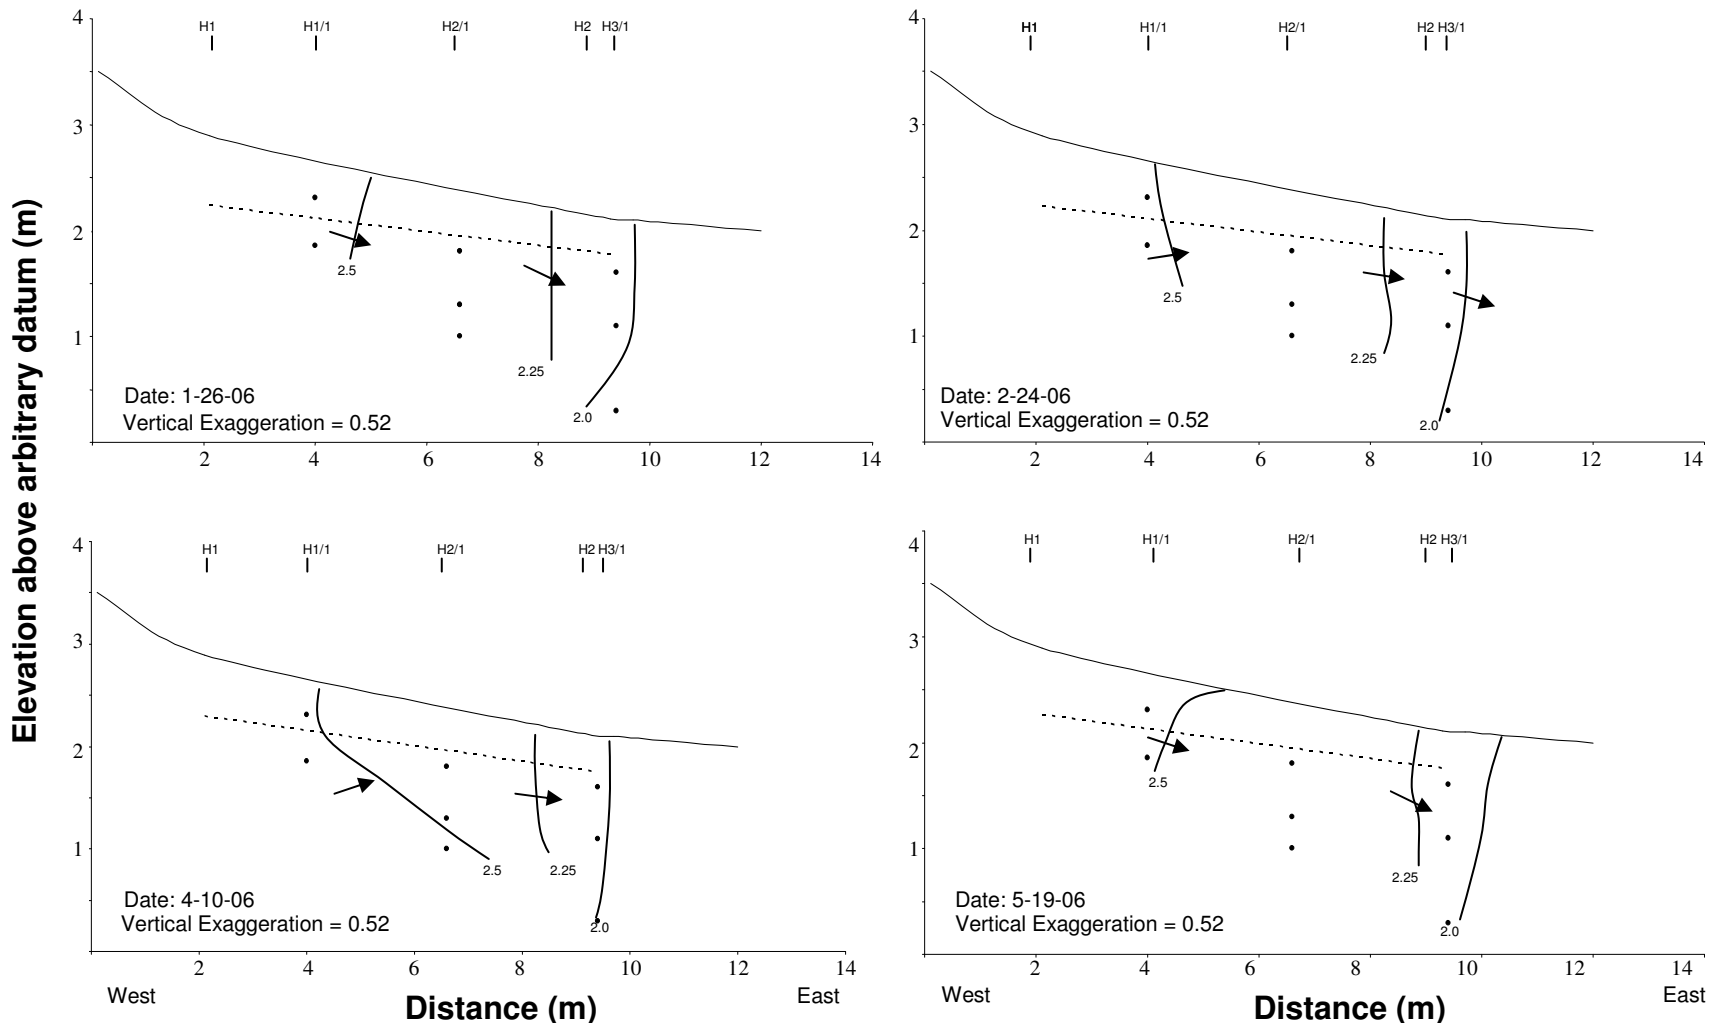 Elevation above arbitrary datum (m)
4
3
2
1
H1
H1/1
H2/1
H2
H3/1
2.5
2.25
2.0
Date: 1-26-06
Vertical Exaggeration = 0.52
2
4
6
8
10
12
14
4
3
2
1
H1
H1/1
H2/1
H2
H3/1
2.5
2.25
2.0
Date: 2-24-06
Vertical Exaggeration = 0.52
2
4
6
8
10
12
14
4
3
2
1
H1
H1/1
H2/1
H2
H3/1
2.5
2.25
2.0
Date: 4-10-06
Vertical Exaggeration = 0.52
2
4
6
8
10
12
14
West
Distance (m)
East
4
3
2
1
H1
H1/1
H2/1
H2
H3/1
2.5
2.25
2.0
Date: 5-19-06
Vertical Exaggeration = 0.52
2
4
6
8
10
12
14
West
Distance (m)
East